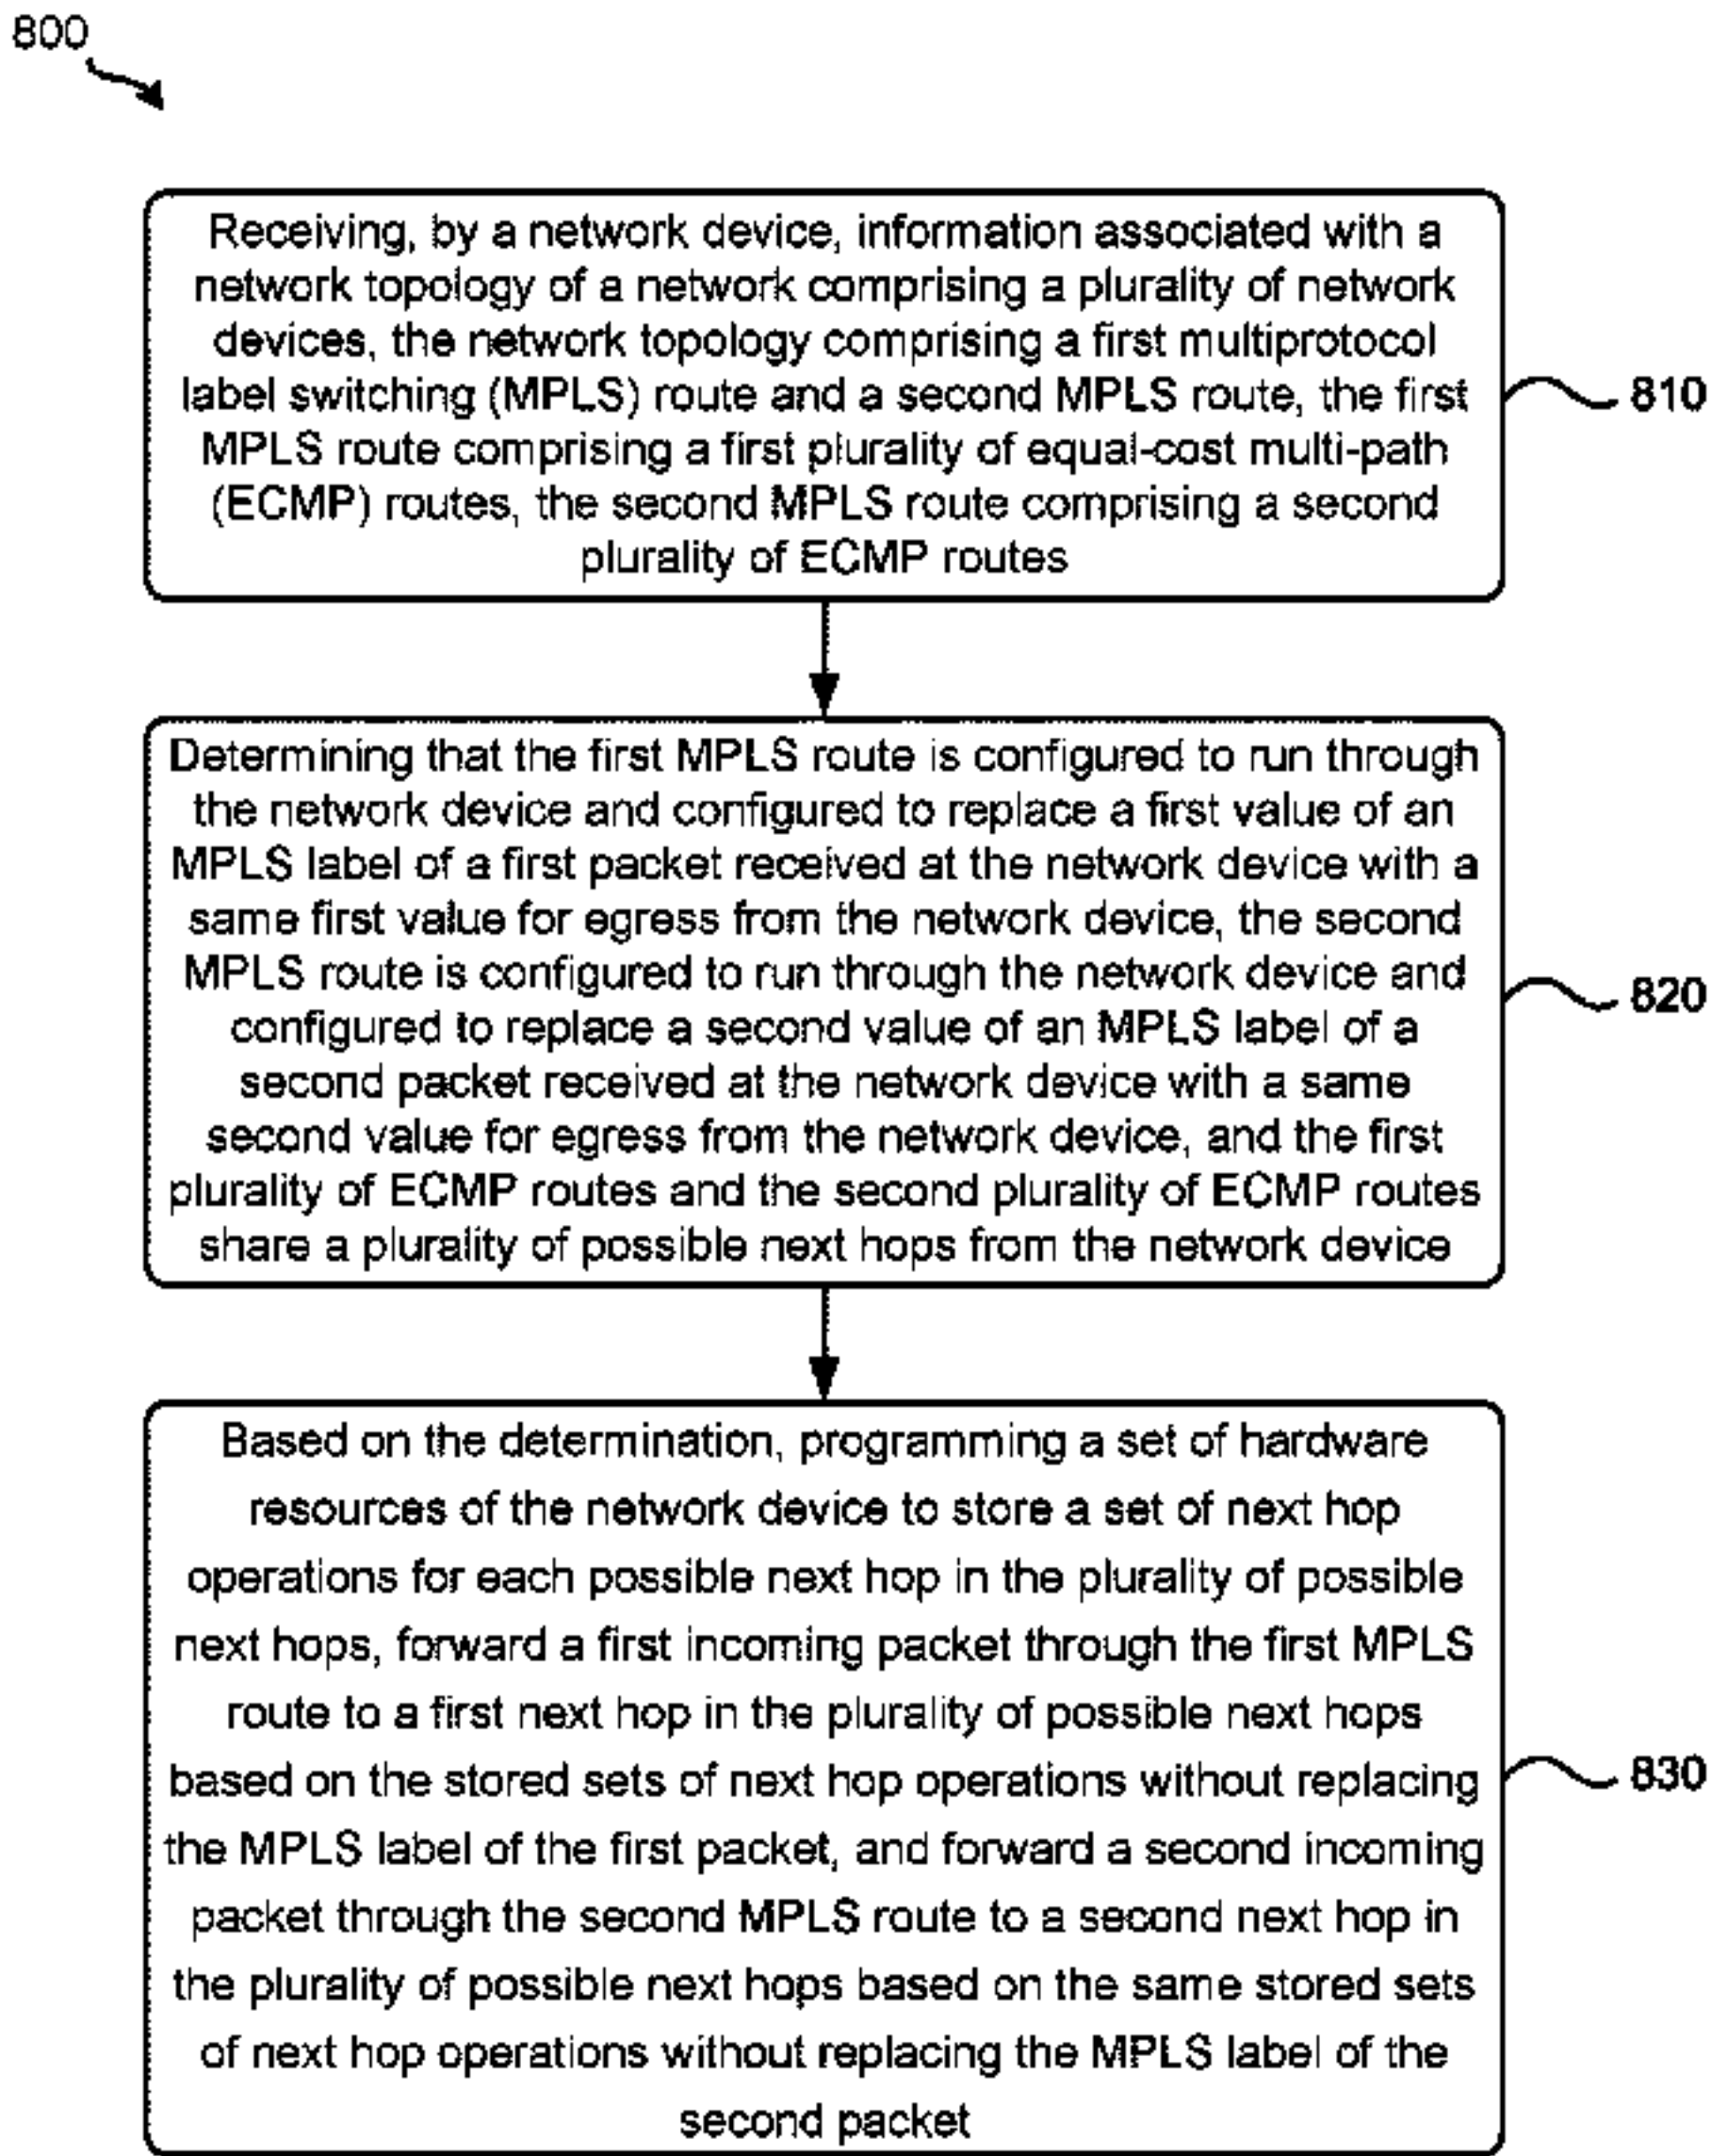 800
Receiving, by a network device, information associated with a
network topology of a network comprising a plurality of network
devices, the network topology comprising a first multiprotocol
label switching (MPLS) route and a second MPLS route, the first
MPLS route comprising a first plurality of equal-cost multi-path
(ECMP) routes, the second MPLS route comprising a second
plurality of ECMP routes
810
Determining that the first MPLS route is configured to run through
the network device and configured to replace a first value of an
MPLS label of a first packet received at the network device with a
same first value for egress from the network device, the second
MPLS route is configured to run through the network device and
configured to replace a second value of an MPLS label of a
second packet received at the network device with a same
second value for egress from the network device, and the first
plurality of ECMP routes and the second plurality of ECMP routes
share a plurality of possible next hops from the network device
820
Based on the determination, programming a set of hardware
resources of the network device to store a set of next hop
operations for each possible next hop in the plurality of possible
next hops, forward a first incoming packet through the first MPLS
route to a first next hop in the plurality of possible next hops
based on the stored sets of next hop operations without replacing
the MPLS label of the first packet, and forward a second incoming
packet through the second MPLS route to a second next hop in
the plurality of possible next hops based on the same stored sets
of next hop operations without replacing the MPLS label of the
second packet
830